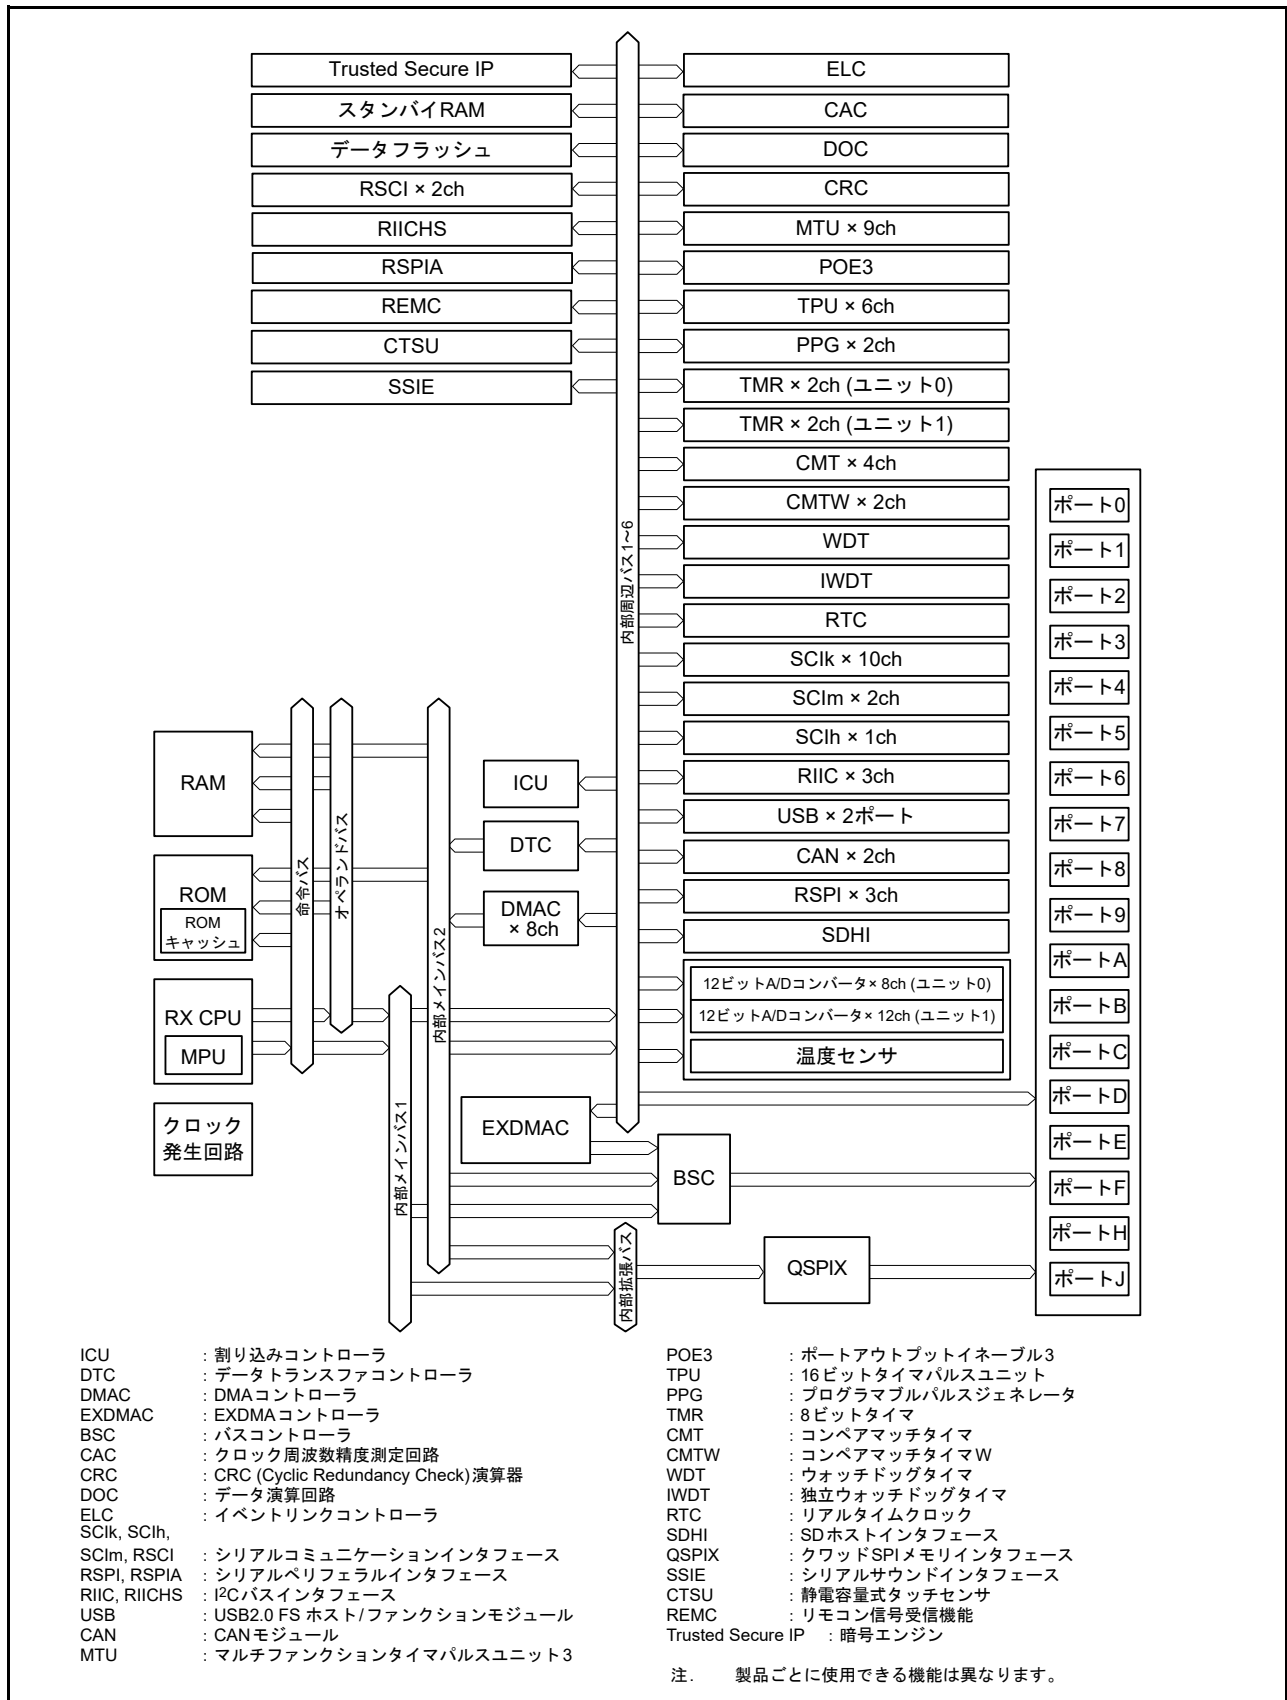 Trusted Secure IP
スタンバイRAM
データフラッシュ
RSCI × 2ch
RIICHS
RSPIA
REMC
CTSU
SSIE
ELC
CAC
DOC
CRC
MTU × 9ch
POE3
TPU × 6ch
PPG × 2ch
TMR × 2ch (ユニット0)
TMR × 2ch (ユニット1)
CMT × 4ch
CMTW × 2ch
WDT
IWDT
RTC
SCIk × 10ch
SCIm × 2ch
SCIh × 1ch
RIIC × 3ch
USB × 2ポート
CAN × 2ch
RSPI × 3ch
SDHI
12ビットA/Dコンバータ× 8ch (ユニット0)
12ビットA/Dコンバータ× 12ch (ユニット1)
温度センサ
内部周辺バス1~6
ポート0
ポート1
ポート2
ポート3
ポート4
ポート5
ポート6
ポート7
ポート8
ポート9
ポートA
ポートB
ポートC
ポートD
ポートE
ポートF
ポートH
ポートJ
RAM
ROM
ROM
キャッシュ
RX CPU
MPU
クロック
発生回路
命令バス
オペランドバス
内部メインバス1
内部メインバス2
ICU
DTC
DMAC
× 8ch
EXDMAC
BSC
内部拡張バス
QSPIX
ICU : 割り込みコントローラ
DTC : データトランスファコントローラ
DMAC : DMAコントローラ
EXDMAC : EXDMAコントローラ
BSC : バスコントローラ
CAC : クロック周波数精度測定回路
CRC : CRC (Cyclic Redundancy Check)演算器
DOC : データ演算回路
ELC : イベントリンクコントローラ
SCIk, SCIh,
SCIm, RSCI : シリアルコミュニケーションインタフェース
RSPI, RSPIA : シリアルペリフェラルインタフェース
RIIC, RIICHS : I²Cバスインタフェース
USB : USB2.0 FS ホスト/ファンクションモジュール
CAN : CANモジュール
MTU : マルチファンクションタイマパルスユニット3
POE3 : ポートアウトプットイネーブル3
TPU : 16ビットタイマパルスユニット
PPG : プログラマブルパルスジェネレータ
TMR : 8ビットタイマ
CMT : コンペアマッチタイマ
CMTW : コンペアマッチタイマW
WDT : ウォッチドッグタイマ
IWDT : 独立ウォッチドッグタイマ
RTC : リアルタイムクロック
SDHI : SDホストインタフェース
QSPIX : クワッドSPIメモリインタフェース
SSIE : シリアルサウンドインタフェース
CTSU : 静電容量式タッチセンサ
REMC : リモコン信号受信機能
Trusted Secure IP : 暗号エンジン
注. 製品ごとに使用できる機能は異なります。